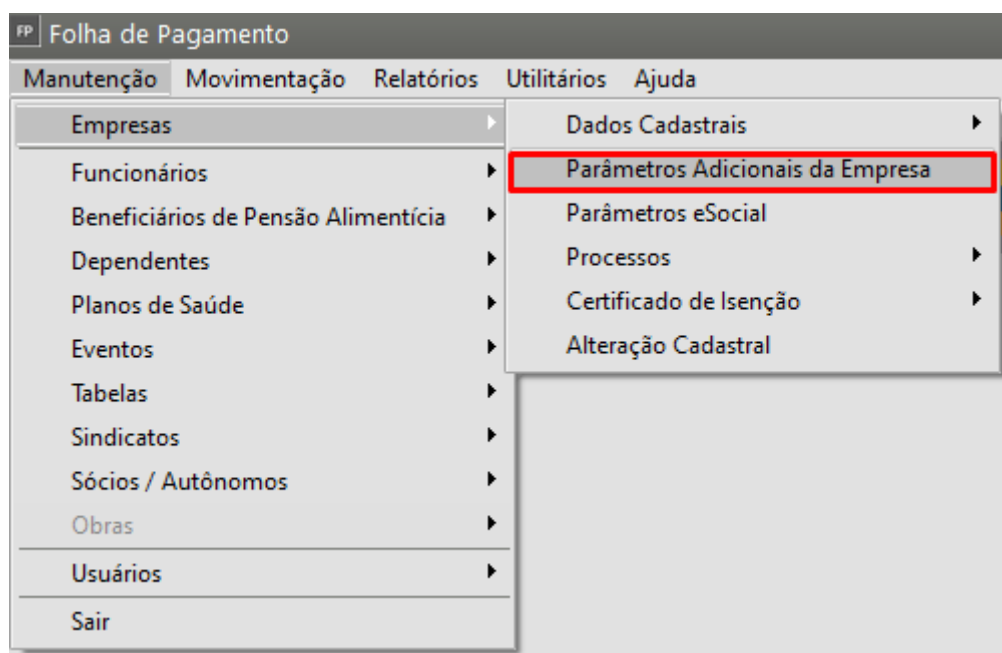 FP Folha de Pagamento
Manutenção Movimentação Relatórios Utilitários Ajuda
Empresas
Funcionários
Beneficiários de Pensão Alimentícia
Dependentes
Planos de Saúde
Eventos
Tabelas
Sindicatos
Sócios / Autônomos
Obras
Usuários
Sair
Dados Cadastrais
Parâmetros Adicionais da Empresa
Parâmetros eSocial
Processos
Certificado de Isenção
Alteração Cadastral